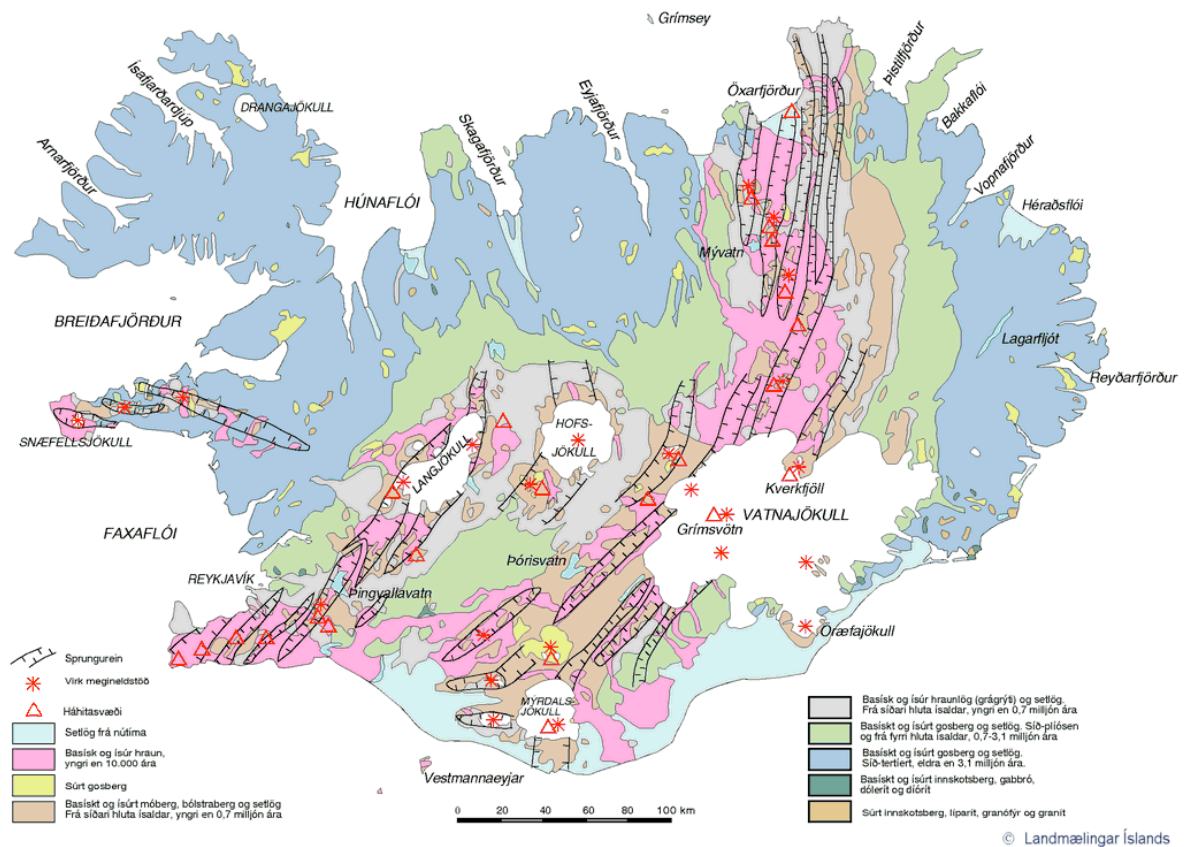 Grímsey
Ísafjarðardjúp
DRANGAJÖKULL
Arnarfjörður
Skagafjörður
Eyjafjörður
Öxarfjörður
Þistilfjörður
Bakkaflói
Vopnafjörður
Héraðsflói
HÚNAFLÓI
Mývatn
BREIÐAFJÖRÐUR
Lagarfljót
Reyðarfjörður
SNÆFELLSJÖKULL
LANGJÖKULL
HOFS-
JÖKULL
Kverkfjöll
VATNAJÖKULL
Grímsvötn
FAXAFLÓI
Þórisvatn
REYKJAVÍK
Þingvallavatn
Öræfajökull
MÝRDALS-
JÖKULL
Vestmannaeyjar
Sprungurein
Virk megineldstöð
Háhitasvæði
Setlög frá nútíma
Basísk og ísúr hraun,
yngri en 10.000 ára
Súrt gosberg
Basískt og ísúrt móberg, bólstraberg og setlög
Frá síðari hluta ísaldar, yngri en 0,7 milljón ára
0 20 40 60 80 100 km
Basísk og ísúr hraunlög (grágrýti) og setlög.
Frá síðari hluta ísaldar, yngri en 0,7 milljón ára
Basískt og ísúrt gosberg og setlög. Síð-plíósen
og frá fyrri hluta ísaldar, 0,7-3,1 milljón ára
Basískt og ísúrt gosberg og setlög.
Síð-tertíert, eldra en 3,1 milljón ára.
Basískt og ísúrt innskotsberg, gabbró,
dólerít og díórít
Súrt innskotsberg, líparít, granófýr og granít
© Landmælingar Íslands